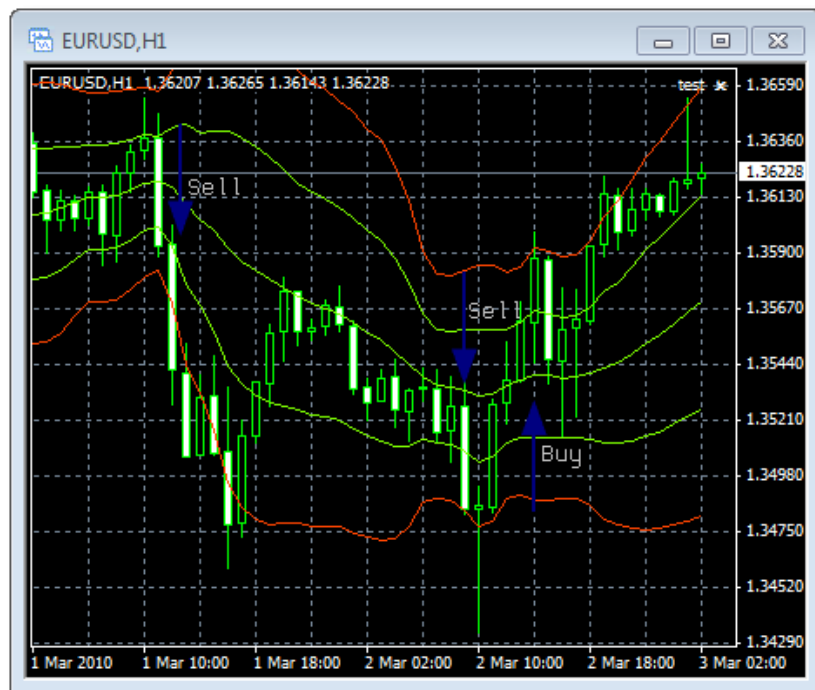 EURUSD,H1
EURUSD,H1 1.36207 1.36265 1.36143 1.36228
test
1.36590
1.36360
1.36228
1.36130
Sell
1.35900
1.35670
Sell
1.35440
1.35210
Buy
1.34980
1.34750
1.34520
1.34290
1 Mar 2010 1 Mar 10:00 1 Mar 18:00 2 Mar 02:00 2 Mar 10:00 2 Mar 18:00 3 Mar 02:00